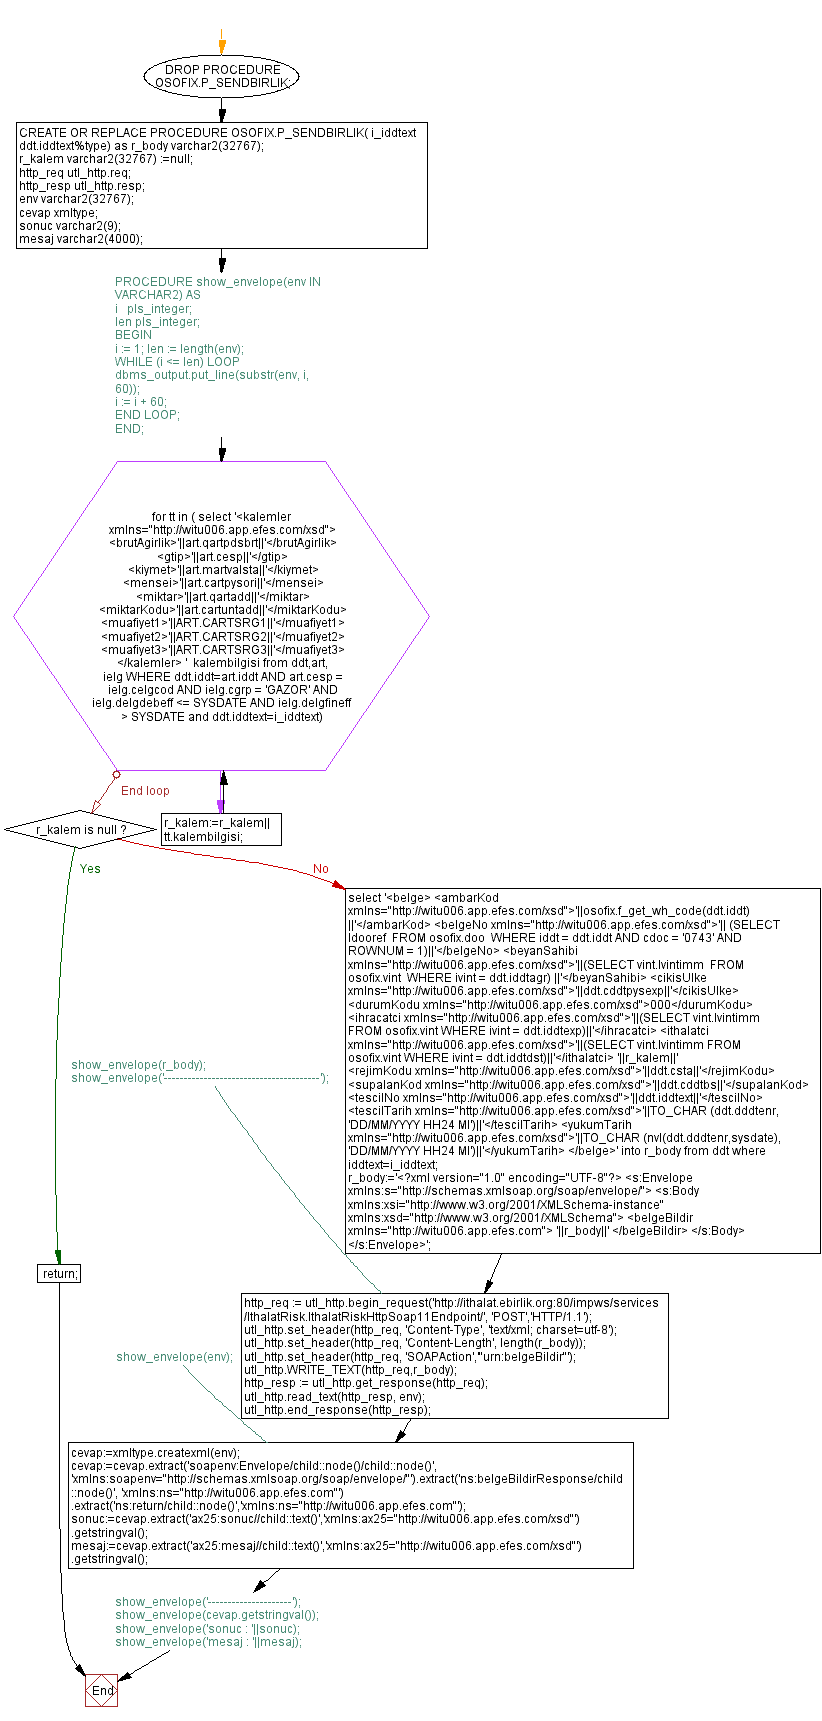 DROP PROCEDURE
OSOFIX.P_SENDBIRLIK;
CREATE OR REPLACE PROCEDURE OSOFIX.P_SENDBIRLIK( i_iddtext
ddt.iddtext%type) as r_body varchar2(32767);
r_kalem varchar2(32767) :=null;
http_req utl_http.req;
http_resp utl_http.resp;
env varchar2(32767);
cevap xmltype;
sonuc varchar2(9);
mesaj varchar2(4000);
PROCEDURE show_envelope(env IN
VARCHAR2) AS
i pls_integer;
len pls_integer;
BEGIN
i := 1; len := length(env);
WHILE (i <= len) LOOP
dbms_output.put_line(substr(env, i,
60));
i := i + 60;
END LOOP;
END;
for tt in ( select '<kalemler
xmlns="http://witu006.app.efes.com/xsd">
<brutAgirlik>'||art.qartpdsbrt||'</brutAgirlik>
<gtip>'||art.cesp||'</gtip>
<kiymet>'||art.martvalsta||'</kiymet>
<mensei>'||art.cartpysori||'</mensei>
<miktar>'||art.qartadd||'</miktar>
<miktarKodu>'||art.cartuntadd||'</miktarKodu>
<muafiyet1>'||ART.CARTSRG1||'</muafiyet1>
<muafiyet2>'||ART.CARTSRG2||'</muafiyet2>
<muafiyet3>'||ART.CARTSRG3||'</muafiyet3>
</kalemler> ' kalembilgisi from ddt,art,
ielg WHERE ddt.iddt=art.iddt AND art.cesp =
ielg.celgcod AND ielg.cgrp = 'GAZOR' AND
ielg.delgdebeff <= SYSDATE AND ielg.delgfineff
> SYSDATE and ddt.iddtext=i_iddtext)
End loop
r_kalem:=r_kalem||
tt.kalembilgisi;
r_kalem is null ?
Yes
No
select '<belge> <ambarKod
xmlns="http://witu006.app.efes.com/xsd">'||osofix.f_get_wh_code(ddt.iddt)
||'</ambarKod> <belgeNo xmlns="http://witu006.app.efes.com/xsd">'|| (SELECT
ldooref FROM osofix.doo WHERE iddt = ddt.iddt AND cdoc = '0743' AND
ROWNUM = 1)||'</belgeNo> <beyanSahibi
xmlns="http://witu006.app.efes.com/xsd">'||(SELECT vint.lvintimm FROM
osofix.vint WHERE ivint = ddt.iddtagr) ||'</beyanSahibi> <cikisUlke
xmlns="http://witu006.app.efes.com/xsd">'||ddt.cddtpysexp||'</cikisUlke>
<durumKodu xmlns="http://witu006.app.efes.com/xsd">000</durumKodu>
<ihracatci xmlns="http://witu006.app.efes.com/xsd">'||(SELECT vint.lvintimm
FROM osofix.vint WHERE ivint = ddt.iddtexp)||'</ihracatci> <ithalatci
xmlns="http://witu006.app.efes.com/xsd">'||(SELECT vint.lvintimm FROM
osofix.vint WHERE ivint = ddt.iddtdst)||'</ithalatci> '||r_kalem||'
<rejimKodu xmlns="http://witu006.app.efes.com/xsd">'||ddt.csta||'</rejimKodu>
<supalanKod xmlns="http://witu006.app.efes.com/xsd">'||ddt.cddtbs||'</supalanKod>
<tescilNo xmlns="http://witu006.app.efes.com/xsd">'||ddt.iddtext||'</tescilNo>
<tescilTarih xmlns="http://witu006.app.efes.com/xsd">'||TO_CHAR (ddt.dddtenr,
'DD/MM/YYYY HH24 MI')||'</tescilTarih> <yukumTarih
xmlns="http://witu006.app.efes.com/xsd">'||TO_CHAR (nvl(ddt.dddtenr,sysdate),
'DD/MM/YYYY HH24 MI')||'</yukumTarih> </belge>' into r_body from ddt where
iddtext=i_iddtext;
r_body:='<?xml version="1.0" encoding="UTF-8"?> <s:Envelope
xmlns:s="http://schemas.xmlsoap.org/soap/envelope/"> <s:Body
xmlns:xsi="http://www.w3.org/2001/XMLSchema-instance"
xmlns:xsd="http://www.w3.org/2001/XMLSchema"> <belgeBildir
xmlns="http://witu006.app.efes.com"> '||r_body||' </belgeBildir> </s:Body>
</s:Envelope>';
show_envelope(r_body);
show_envelope('---------------------------------------');
return;
http_req := utl_http.begin_request('http://ithalat.ebirlik.org:80/impws/services
/IthalatRisk.IthalatRiskHttpSoap11Endpoint/', 'POST','HTTP/1.1');
utl_http.set_header(http_req, 'Content-Type', 'text/xml; charset=utf-8');
utl_http.set_header(http_req, 'Content-Length', length(r_body));
utl_http.set_header(http_req, 'SOAPAction','"urn:belgeBildir"');
utl_http.WRITE_TEXT(http_req,r_body);
http_resp := utl_http.get_response(http_req);
utl_http.read_text(http_resp, env);
utl_http.end_response(http_resp);
show_envelope(env);
cevap:=xmltype.createxml(env);
cevap:=cevap.extract('soapenv:Envelope/child::node()/child::node()',
'xmlns:soapenv="http://schemas.xmlsoap.org/soap/envelope/"').extract('ns:belgeBildirResponse/child
::node()', 'xmlns:ns="http://witu006.app.efes.com"')
.extract('ns:return/child::node()','xmlns:ns="http://witu006.app.efes.com"');
sonuc:=cevap.extract('ax25:sonuc//child::text()','xmlns:ax25="http://witu006.app.efes.com/xsd"')
.getstringval();
mesaj:=cevap.extract('ax25:mesaj//child::text()','xmlns:ax25="http://witu006.app.efes.com/xsd"')
.getstringval();
show_envelope('---------------------');
show_envelope(cevap.getstringval());
show_envelope('sonuc : '||sonuc);
show_envelope('mesaj : '||mesaj);
End